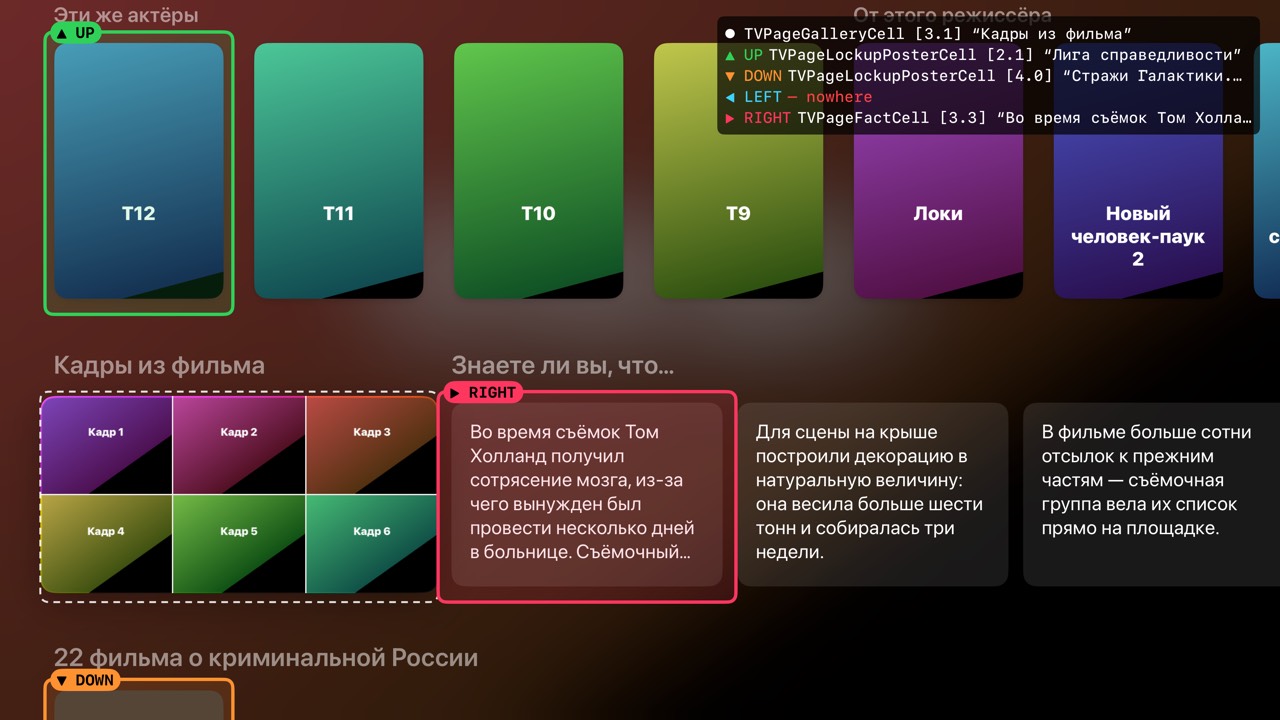 Эти же актёры
От этого режиссёра
▲ UP
● TVPageGalleryCell [3.1] “Кадры из фильма”
▲ UP TVPageLockupPosterCell [2.1] “Лига справедливости”
▼ DOWN TVPageLockupPosterCell [4.0] “Стражи Галактики.…
◀ LEFT — nowhere
▶ RIGHT TVPageFactCell [3.3] “Во время съёмок Том Холла…
T12
T11
T10
T9
Локи
Новый
человек-паук
2
Кадры из фильма
Знаете ли вы, что…
▶ RIGHT
Кадр 1
Кадр 2
Кадр 3
Кадр 4
Кадр 5
Кадр 6
Во время съёмок Том
Холланд получил
сотрясение мозга, из-за
чего вынужден был
провести несколько дней
в больнице. Съёмочный…
Для сцены на крыше
построили декорацию в
натуральную величину:
она весила больше шести
тонн и собиралась три
недели.
В фильме больше сотни
отсылок к прежним
частям — съёмочная
группа вела их список
прямо на площадке.
22 фильма о криминальной России
▼ DOWN